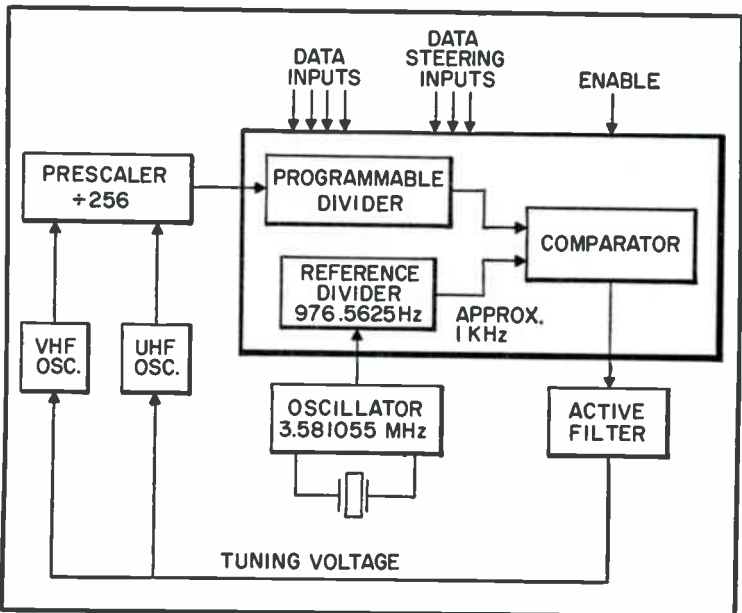 DATA
INPUTS
DATA
STEERING
INPUTS
ENABLE
PRESCALER
÷256
PROGRAMMABLE
DIVIDER
COMPARATOR
REFERENCE
DIVIDER
976.5625Hz
APPROX.
1KHz
VHF
OSC.
UHF
OSC.
OSCILLATOR
3.581055 MHz
ACTIVE
FILTER
TUNING VOLTAGE